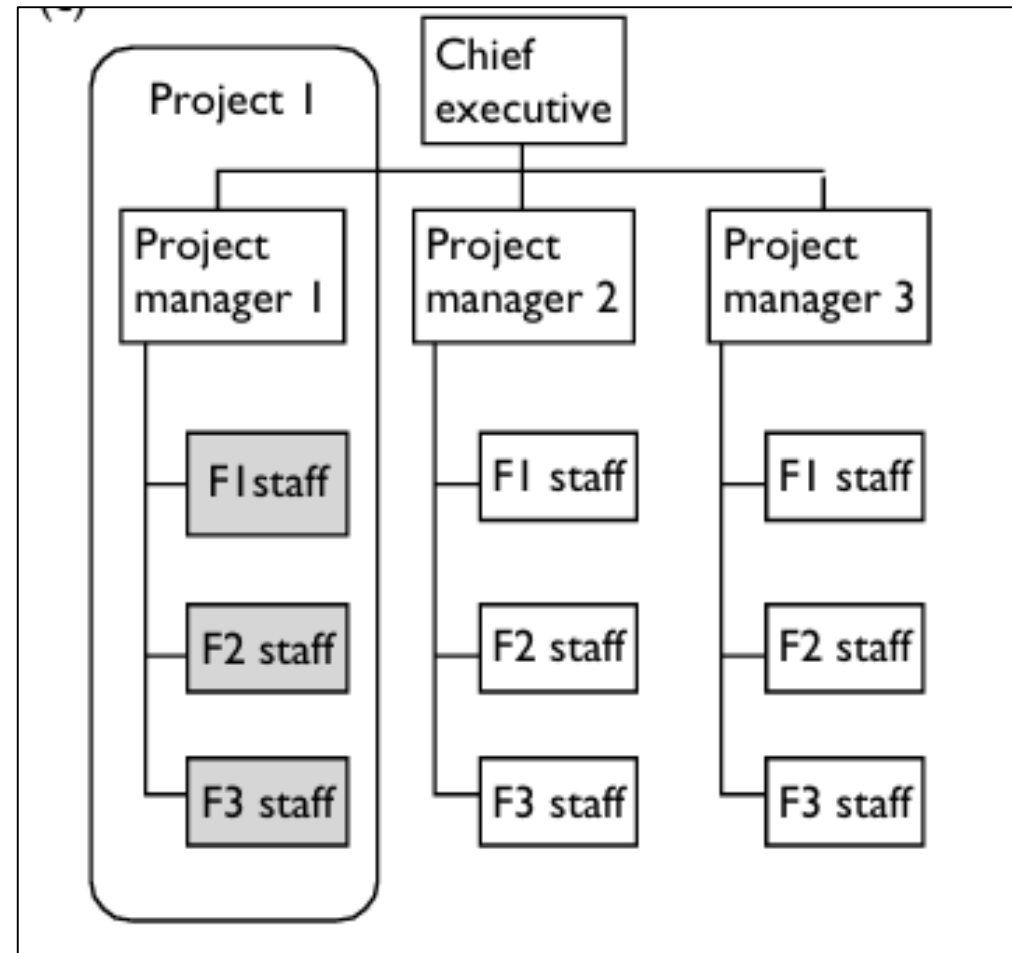 Chief
executive
Project 1
Project
manager 1
Project
manager 2
Project
manager 3
F1staff
F1 staff
F1 staff
F2 staff
F2 staff
F2 staff
F3 staff
F3 staff
F3 staff